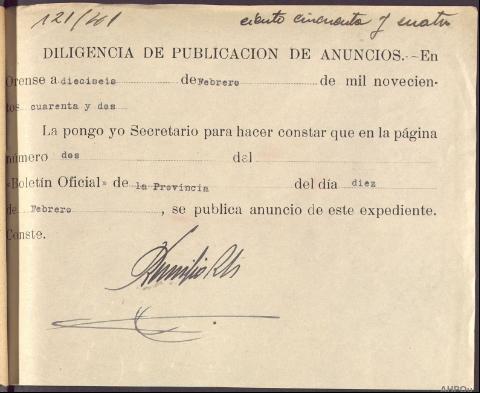 121/201
ciento cincuenta y cuatro
DILIGENCIA DE PUBLICACION DE ANUNCIOS.—En
Orense a dieciseis de Febrero de mil novecien-
tos cuarenta y dos
La pongo yo Secretario para hacer constar que en la página
número dos del
«Boletín Oficial» de la Provincia del día diez
de Febrero, se publica anuncio de este expediente.
Conste.